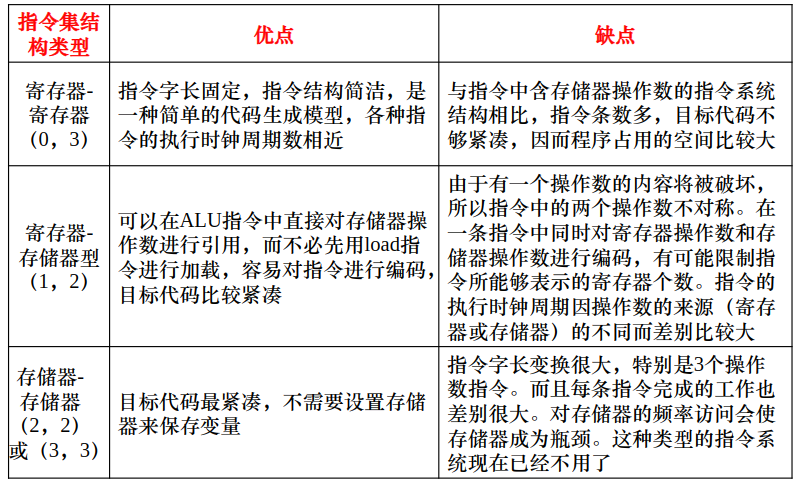 指令集结
构类型
优点
缺点
寄存器-
寄存器
（0，3）
指令字长固定，指令结构简洁，是
一种简单的代码生成模型，各种指
令的执行时钟周期数相近
与指令中含存储器操作数的指令系统
结构相比，指令条数多，目标代码不
够紧凑，因而程序占用的空间比较大
寄存器-
存储器型
（1，2）
可以在ALU指令中直接对存储器操
作数进行引用，而不必先用load指
令进行加载，容易对指令进行编码，
目标代码比较紧凑
由于有一个操作数的内容将被破坏，
所以指令中的两个操作数不对称。在
一条指令中同时对寄存器操作数和存
储器操作数进行编码，有可能限制指
令所能够表示的寄存器个数。指令的
执行时钟周期因操作数的来源（寄存
器或存储器）的不同而差别比较大
存储器-
存储器
（2，2）
或（3，3）
目标代码最紧凑，不需要设置存储
器来保存变量
指令字长变换很大，特别是3个操作
数指令。而且每条指令完成的工作也
差别很大。对存储器的频率访问会使
存储器成为瓶颈。这种类型的指令系
统现在已经不用了